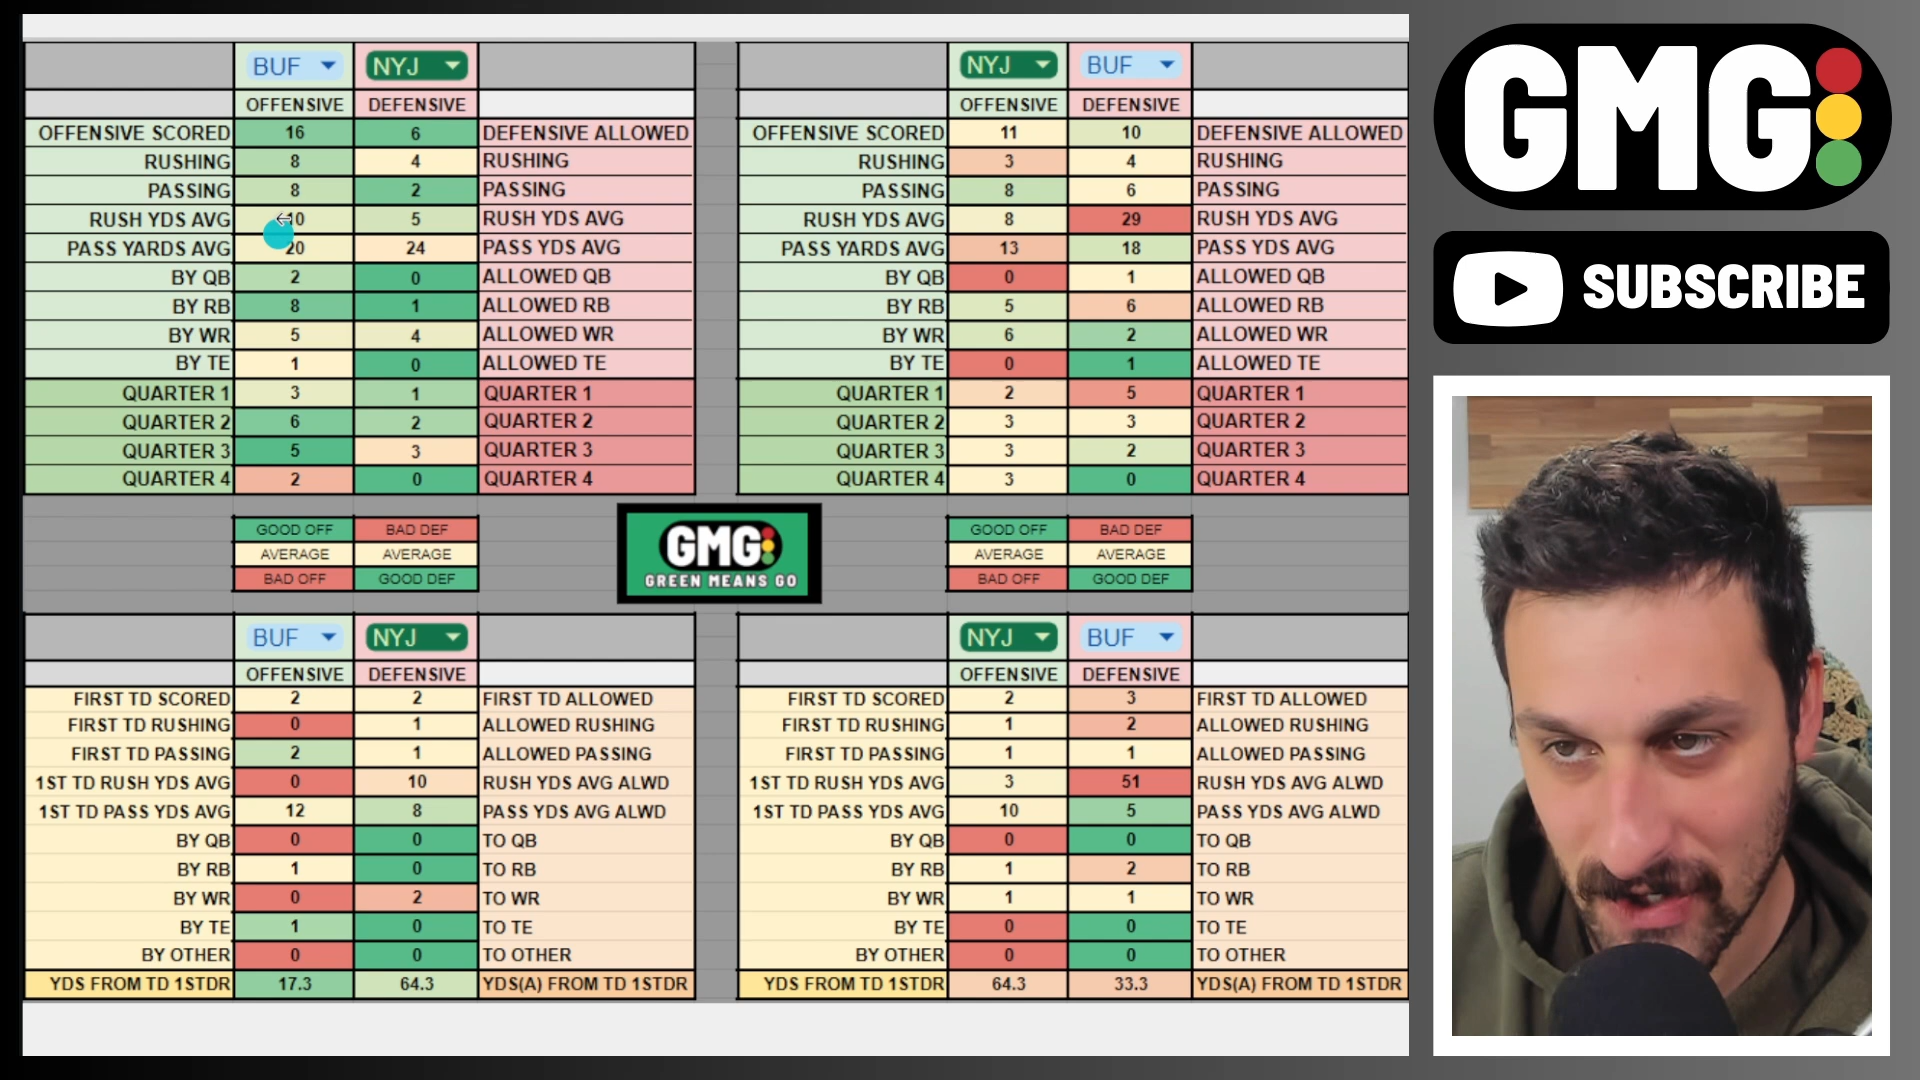 BUF NYJ
OFFENSIVE DEFENSIVE
OFFENSIVE SCORED 16 6 DEFENSIVE ALLOWED
RUSHING 8 4 RUSHING
PASSING 8 2 PASSING
RUSH YDS AVG 10 5 RUSH YDS AVG
PASS YARDS AVG 20 24 PASS YDS AVG
BY QB 2 0 ALLOWED QB
BY RB 8 1 ALLOWED RB
BY WR 5 4 ALLOWED WR
BY TE 1 0 ALLOWED TE
QUARTER 1 3 1 QUARTER 1
QUARTER 2 6 2 QUARTER 2
QUARTER 3 5 3 QUARTER 3
QUARTER 4 2 0 QUARTER 4
GOOD OFF BAD DEF
AVERAGE AVERAGE
BAD OFF GOOD DEF
NYJ BUF
OFFENSIVE DEFENSIVE
OFFENSIVE SCORED 11 10 DEFENSIVE ALLOWED
RUSHING 3 4 RUSHING
PASSING 8 6 PASSING
RUSH YDS AVG 8 29 RUSH YDS AVG
PASS YARDS AVG 13 18 PASS YDS AVG
BY QB 0 1 ALLOWED QB
BY RB 5 6 ALLOWED RB
BY WR 6 2 ALLOWED WR
BY TE 0 1 ALLOWED TE
QUARTER 1 2 5 QUARTER 1
QUARTER 2 3 3 QUARTER 2
QUARTER 3 3 2 QUARTER 3
QUARTER 4 3 0 QUARTER 4
GOOD OFF BAD DEF
AVERAGE AVERAGE
BAD OFF GOOD DEF
GMG
GREEN MEANS GO
BUF NYJ
OFFENSIVE DEFENSIVE
FIRST TD SCORED 2 2 FIRST TD ALLOWED
FIRST TD RUSHING 0 1 ALLOWED RUSHING
FIRST TD PASSING 2 1 ALLOWED PASSING
1ST TD RUSH YDS AVG 0 10 RUSH YDS AVG ALWD
1ST TD PASS YDS AVG 12 8 PASS YDS AVG ALWD
BY QB 0 0 TO QB
BY RB 1 0 TO RB
BY WR 0 2 TO WR
BY TE 1 0 TO TE
BY OTHER 0 0 TO OTHER
YDS FROM TD 1STDR 17.3 64.3 YDS(A) FROM TD 1STDR
NYJ BUF
OFFENSIVE DEFENSIVE
FIRST TD SCORED 2 3 FIRST TD ALLOWED
FIRST TD RUSHING 1 2 ALLOWED RUSHING
FIRST TD PASSING 1 1 ALLOWED PASSING
1ST TD RUSH YDS AVG 3 51 RUSH YDS AVG ALWD
1ST TD PASS YDS AVG 10 5 PASS YDS AVG ALWD
BY QB 0 0 TO QB
BY RB 1 2 TO RB
BY WR 1 1 TO WR
BY TE 0 0 TO TE
BY OTHER 0 0 TO OTHER
YDS FROM TD 1STDR 64.3 33.3 YDS(A) FROM TD 1STDR
GMG
SUBSCRIBE